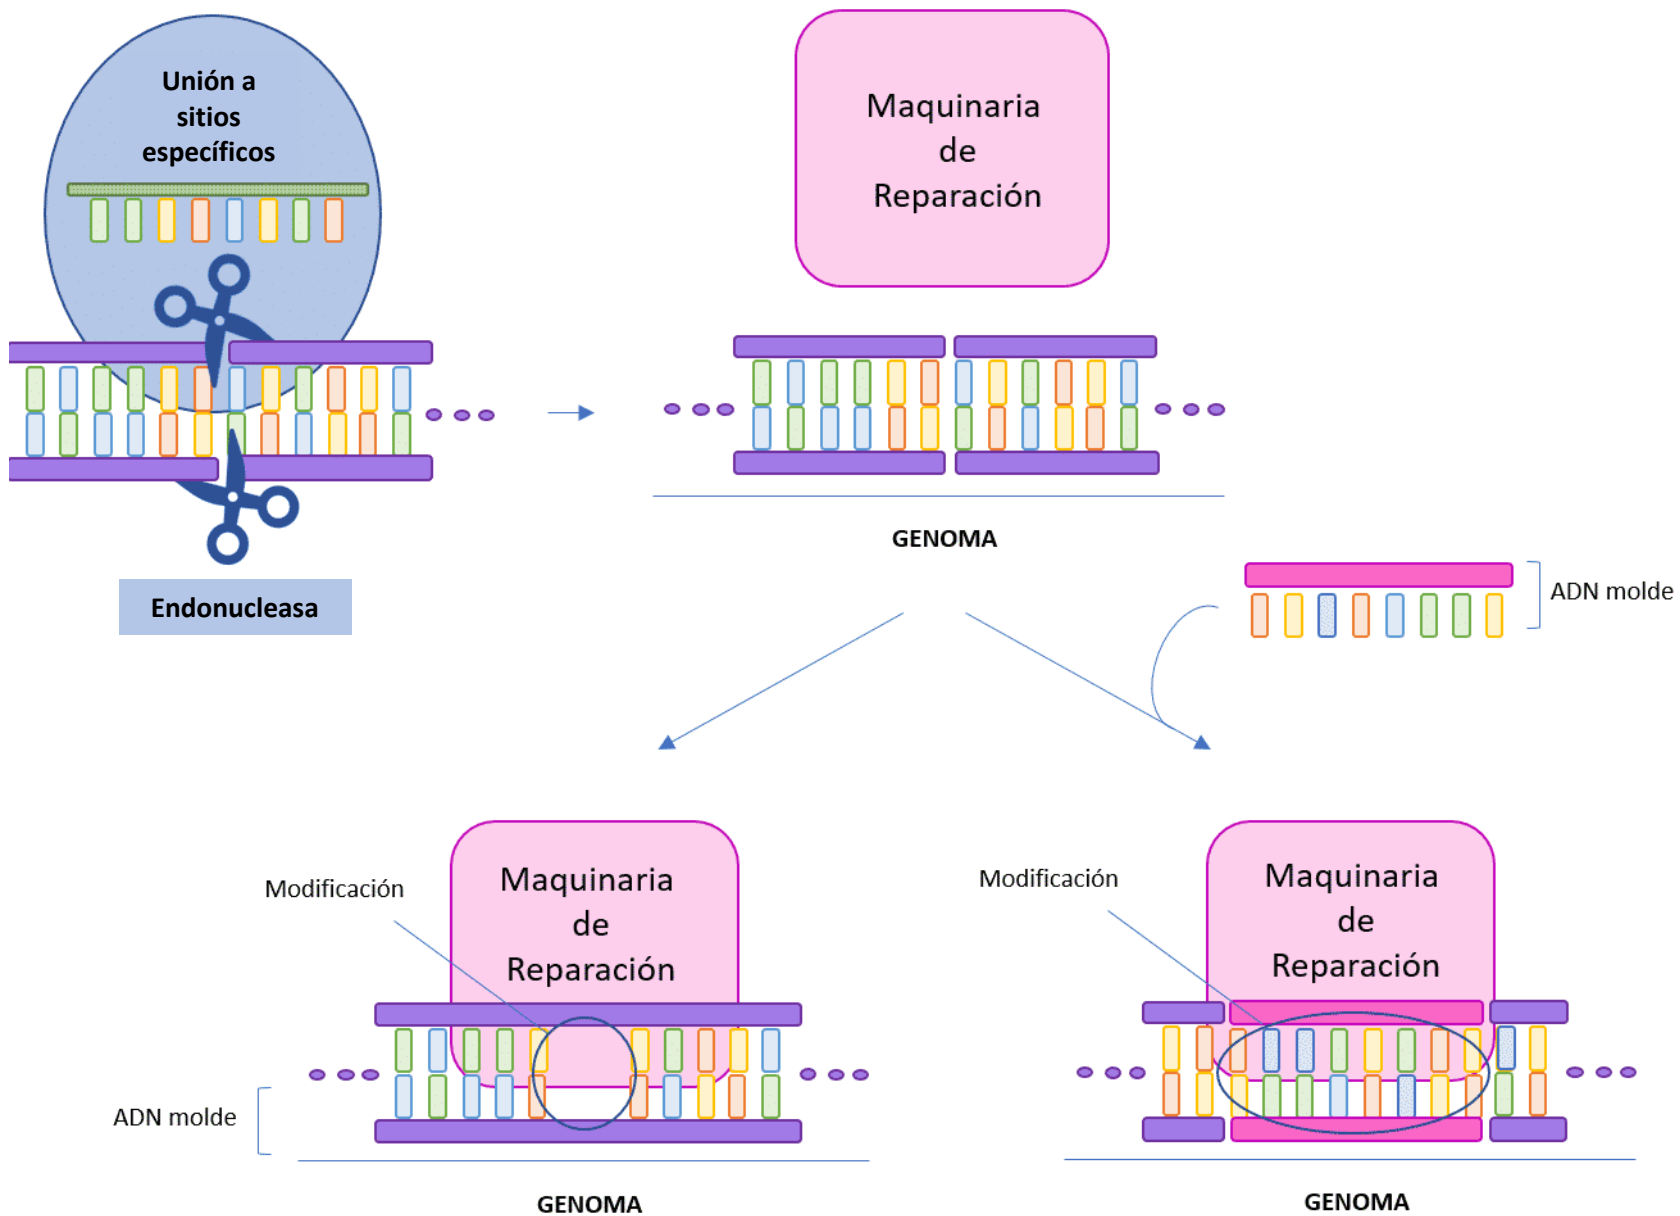 Unión a
sitios
específicos
Maquinaria
de
Reparación
Endonucleasa
GENOMA
ADN molde
Modificación
Maquinaria
de
Reparación
ADN molde
GENOMA
Modificación
Maquinaria
de
Reparación
GENOMA